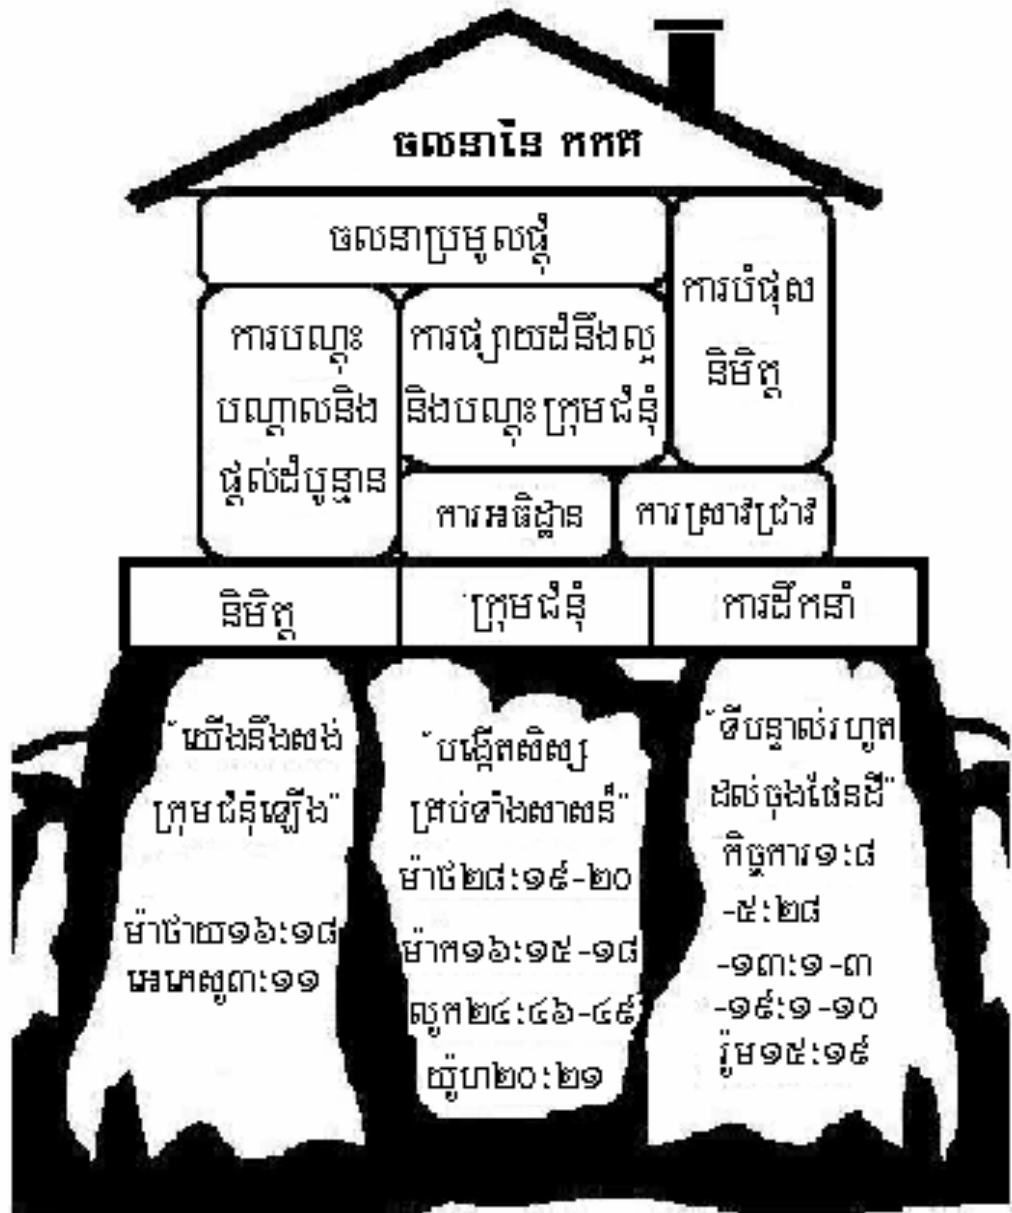 ចលនានៃ កកគ
ចលនាប្រមូលផ្តុំ
ការបំផុស
និមិត្ត
ការបណ្តុះ
បណ្តាលនិង
ផ្តល់ដំបូន្មាន
ការផ្សាយដំនឹងល្អ
និងបណ្តុះក្រុមជំនុំ
ការអធិដ្ឋាន
ការស្រាវជ្រាវ
និមិត្ត
ក្រុមជំនុំ
ការដឹកនាំ
"យើងនឹងសង់
ក្រុមជំនុំឡើង"
ម៉ាថាយ១៦:១៨
អេភេសូ៣:១១
"បង្កើតសិស្ស
គ្រប់ទាំងសាសន៍"
ម៉ាថ២៨:១៩-២០
ម៉ាក១៦:១៥-១៨
លូក២៤:៤៦-៤៩
យ៉ូហ២០:២១
"ទីបន្ទាល់រហូត
ដល់ចុងផែនដី"
កិច្ចការ១:៨
-៥:២៨
-១៣:១-៣
-១៩:១-១០
រ៉ូម១៥:១៩